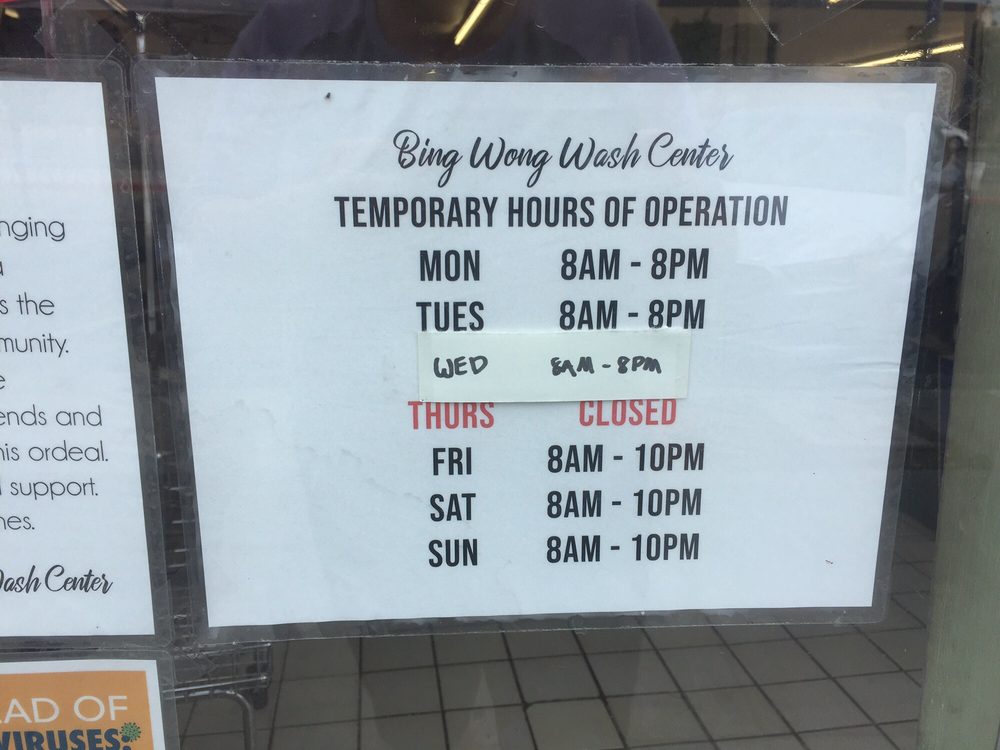 nging
s the
munity.
ends and
his ordeal.
support.
nes.
Wash Center
Bing Wong Wash Center
TEMPORARY HOURS OF OPERATION
MON 8AM - 8PM
TUES 8AM - 8PM
WED 8AM - 8PM
THURS CLOSED
FRI 8AM - 10PM
SAT 8AM - 10PM
SUN 8AM - 10PM
EAD OF
VIRUSES: